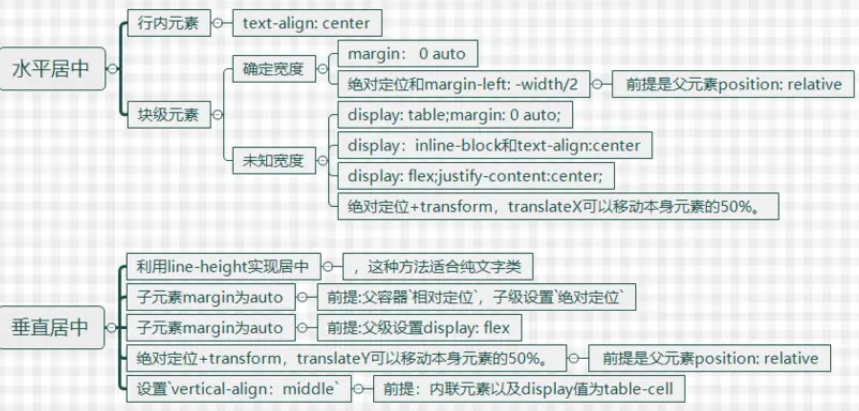 水平居中
行内元素
text-align: center
块级元素
确定宽度
margin： 0 auto
绝对定位和margin-left: -width/2
前提是父元素position: relative
未知宽度
display: table;margin: 0 auto;
display：inline-block和text-align:center
display: flex;justify-content:center;
绝对定位+transform，translateX可以移动本身元素的50%。
垂直居中
利用line-height实现居中
，这种方法适合纯文字类
子元素margin为auto
前提:父容器`相对定位`，子级设置`绝对定位`
子元素margin为auto
前提:父级设置display: flex
绝对定位+transform，translateY可以移动本身元素的50%。
前提是父元素position: relative
设置`vertical-align：middle`
前提：内联元素以及display值为table-cell